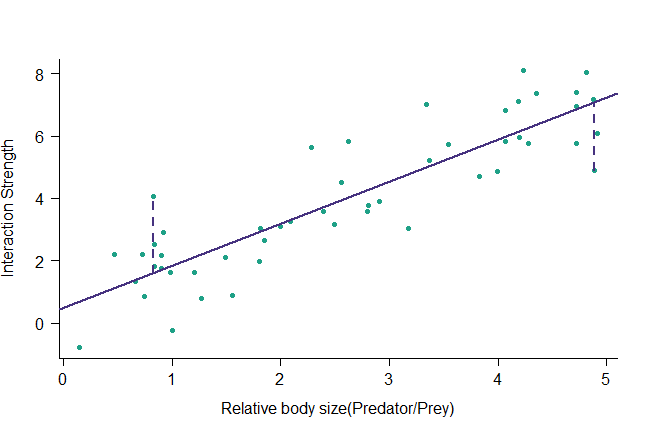 8
6
4
2
0
Interaction Strength
0 1 2 3 4 5
Relative body size(Predator/Prey)